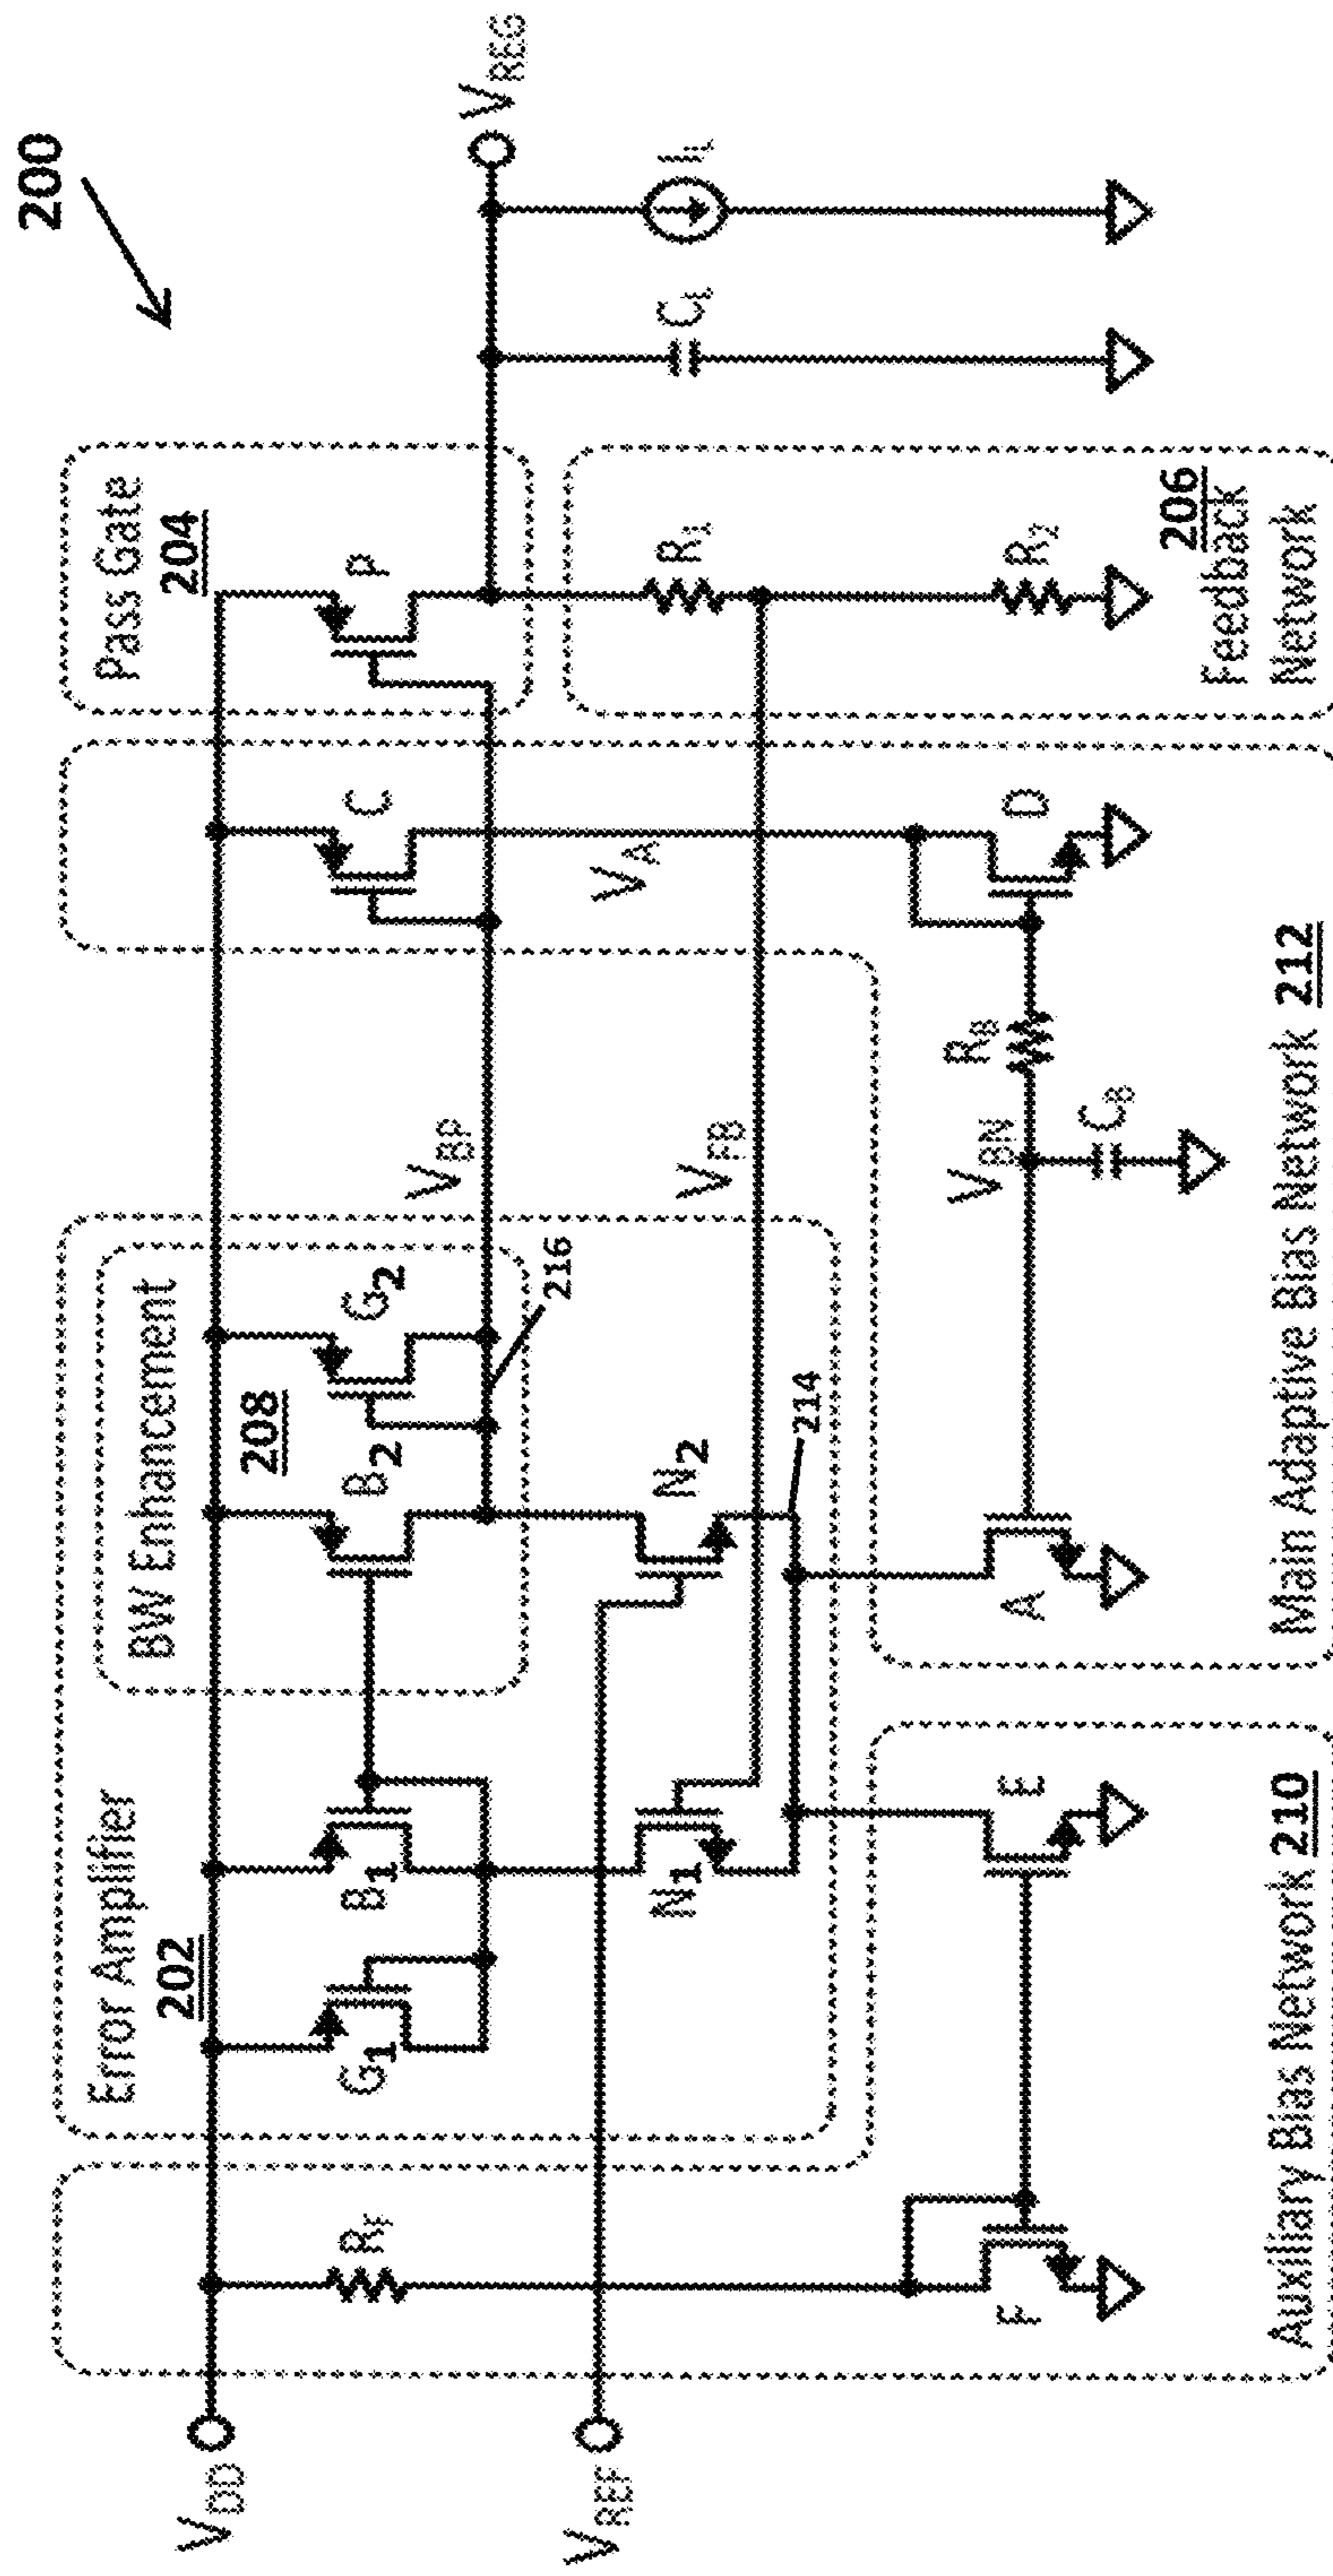 200
Error Amplifier
202
BW Enhancement
208
Pass Gate
204
VDD
RF
G1
B1
B2
G2
C
P
VBP
216
VREG
VREF
N1
N2
VA
VFB
R1
CL
IL
214
F
E
A
VBN
RB
CB
D
R2
206
Feedback
Network
Auxiliary Bias Network 210
Main Adaptive Bias Network 212